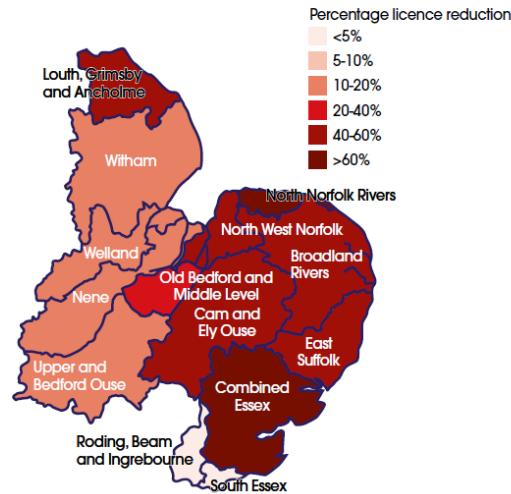 Percentage licence reduction
<5%
5-10%
10-20%
20-40%
40-60%
>60%
Louth, Grimsby
and Ancholme
Witham
North Norfolk Rivers
North West Norfolk
Welland
Broadland
Rivers
Old Bedford and
Middle Level
Nene
Cam and
Ely Ouse
East
Suffolk
Upper and
Bedford Ouse
Combined
Essex
Roding, Beam
and Ingrebourne
South Essex